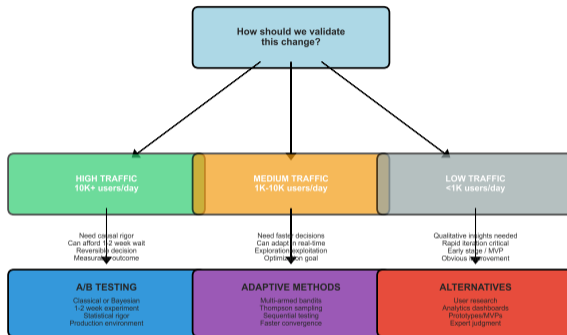 How should we validate
this change?
HIGH TRAFFIC
10K+ users/day
MEDIUM TRAFFIC
1K-10K users/day
LOW TRAFFIC
<1K users/day
Need causal rigor
Can afford 1-2 week wait
Reversible decision
Measurable outcome
Need faster decisions
Can adapt in real-time
Exploration exploitation
Optimization goal
Qualitative insights needed
Rapid iteration critical
Early stage / MVP
Obvious improvement
A/B TESTING
Classical or Bayesian
1-2 week experiment
Statistical rigor
Production environment
ADAPTIVE METHODS
Multi-armed bandits
Thompson sampling
Sequential testing
Faster convergence
ALTERNATIVES
User research
Analytics dashboards
Prototypes/MVPs
Expert judgment